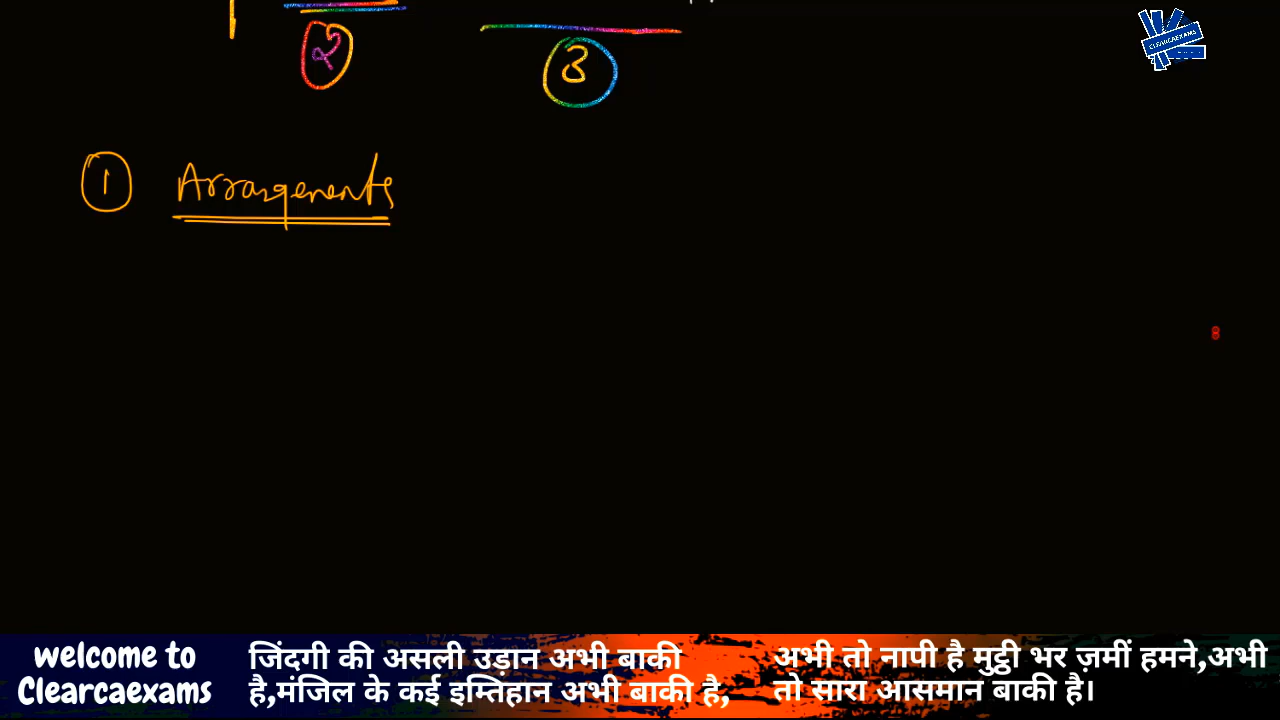 CLEARCAEXAMS
2
3
1 Arrangements
welcome to
Clearcaexams
जिंदगी की असली उड़ान अभी बाकी
है,मंजिल के कई इम्तिहान अभी बाकी है,
अभी तो नापी है मुट्ठी भर ज़मीं हमने,अभी
तो सारा आसमान बाकी है।